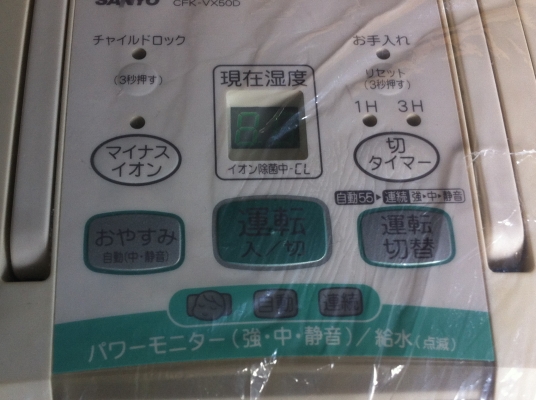 SANYO CFK-VX50D
チャイルドロック
(3秒押す)
マイナス
イオン
現在湿度
イオン除菌中・CL
お手入れ
リセット
(3秒押す)
1H 3H
切
タイマー
おやすみ
自動(中・静音)
運転
入/切
自動55▶連続 強・中・静音
運転
切替
自動 連続
パワーモニター(強・中・静音)/給水(点滅)